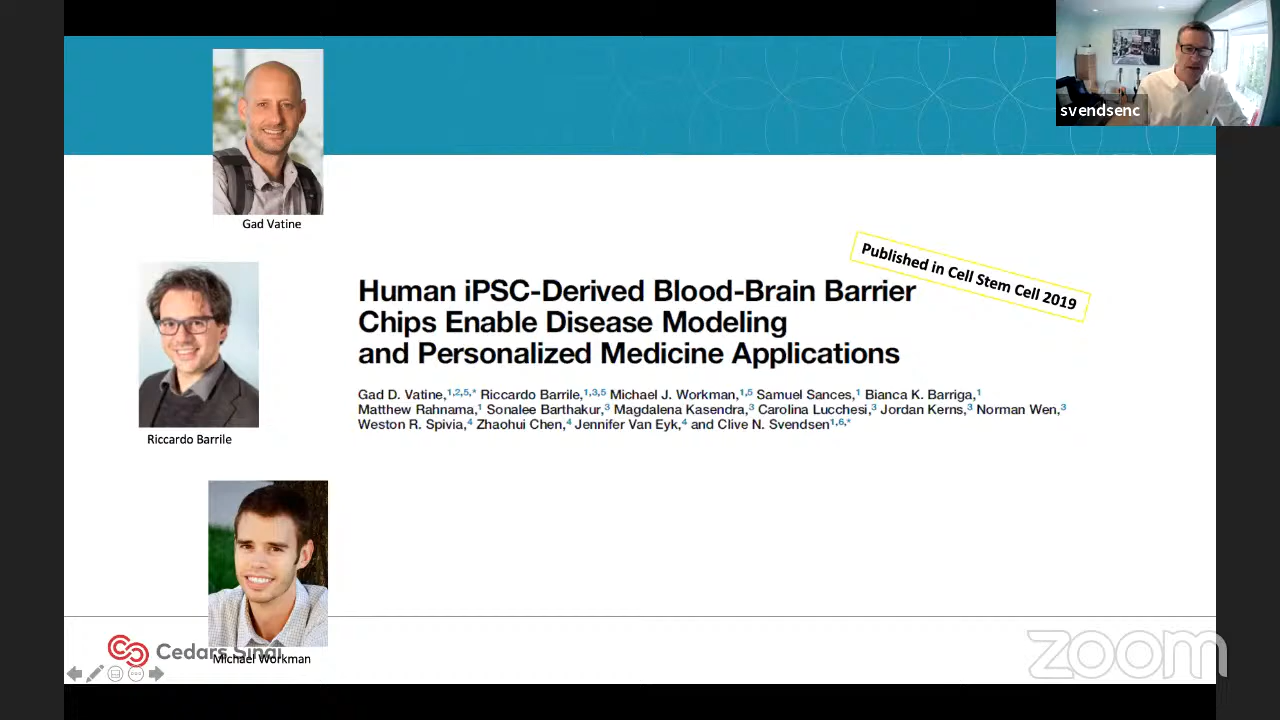 svendsenc
Gad Vatine
Published in Cell Stem Cell 2019
Human iPSC-Derived Blood-Brain Barrier
Chips Enable Disease Modeling
and Personalized Medicine Applications
Gad D. Vatine,1,2,5,* Riccardo Barrile,1,3,5 Michael J. Workman,1,5 Samuel Sances,1 Bianca K. Barriga,1
Matthew Rahnama,1 Sonalee Barthakur,3 Magdalena Kasendra,3 Carolina Lucchesi,3 Jordan Kerns,3 Norman Wen,3
Weston R. Spivia,4 Zhaohui Chen,4 Jennifer Van Eyk,4 and Clive N. Svendsen1,6,*
Riccardo Barrile
Cedars Sinai
Michael Workman
zoom